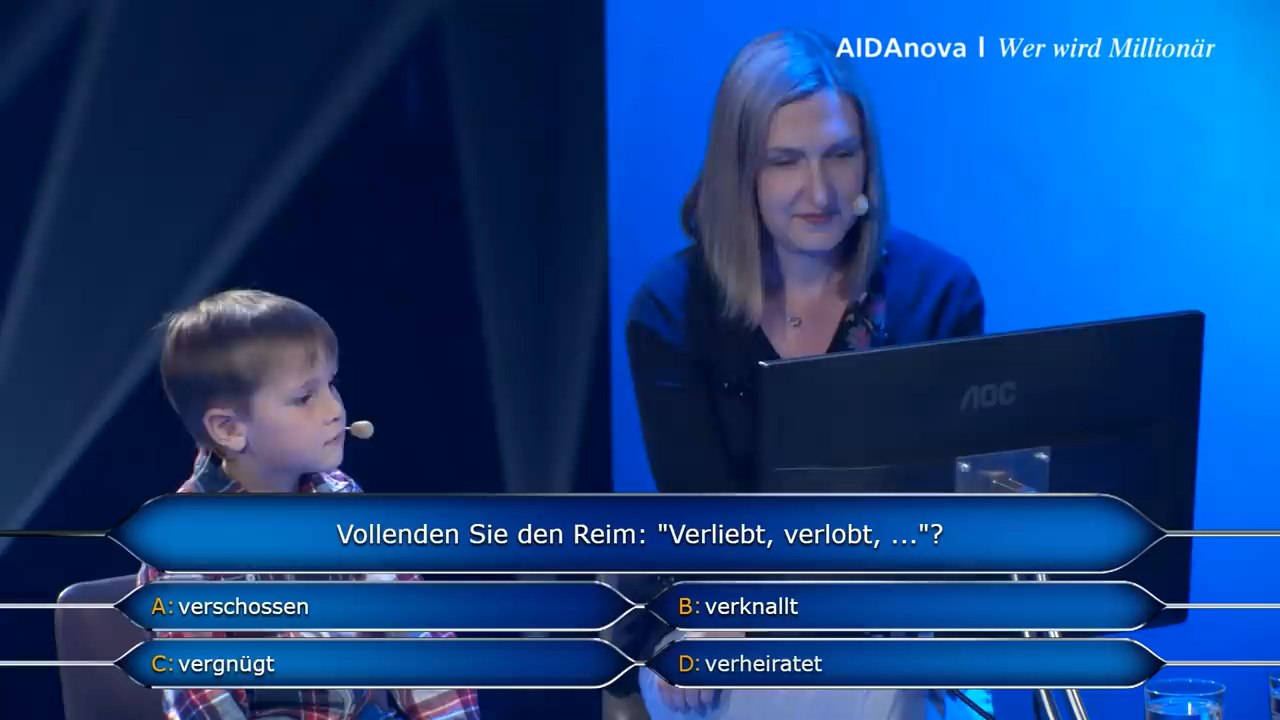 AIDAnova | Wer wird Millionär
AOC
Vollenden Sie den Reim: "Verliebt, verlobt, ..."?
A: verschossen
B: verknallt
C: vergnügt
D: verheiratet